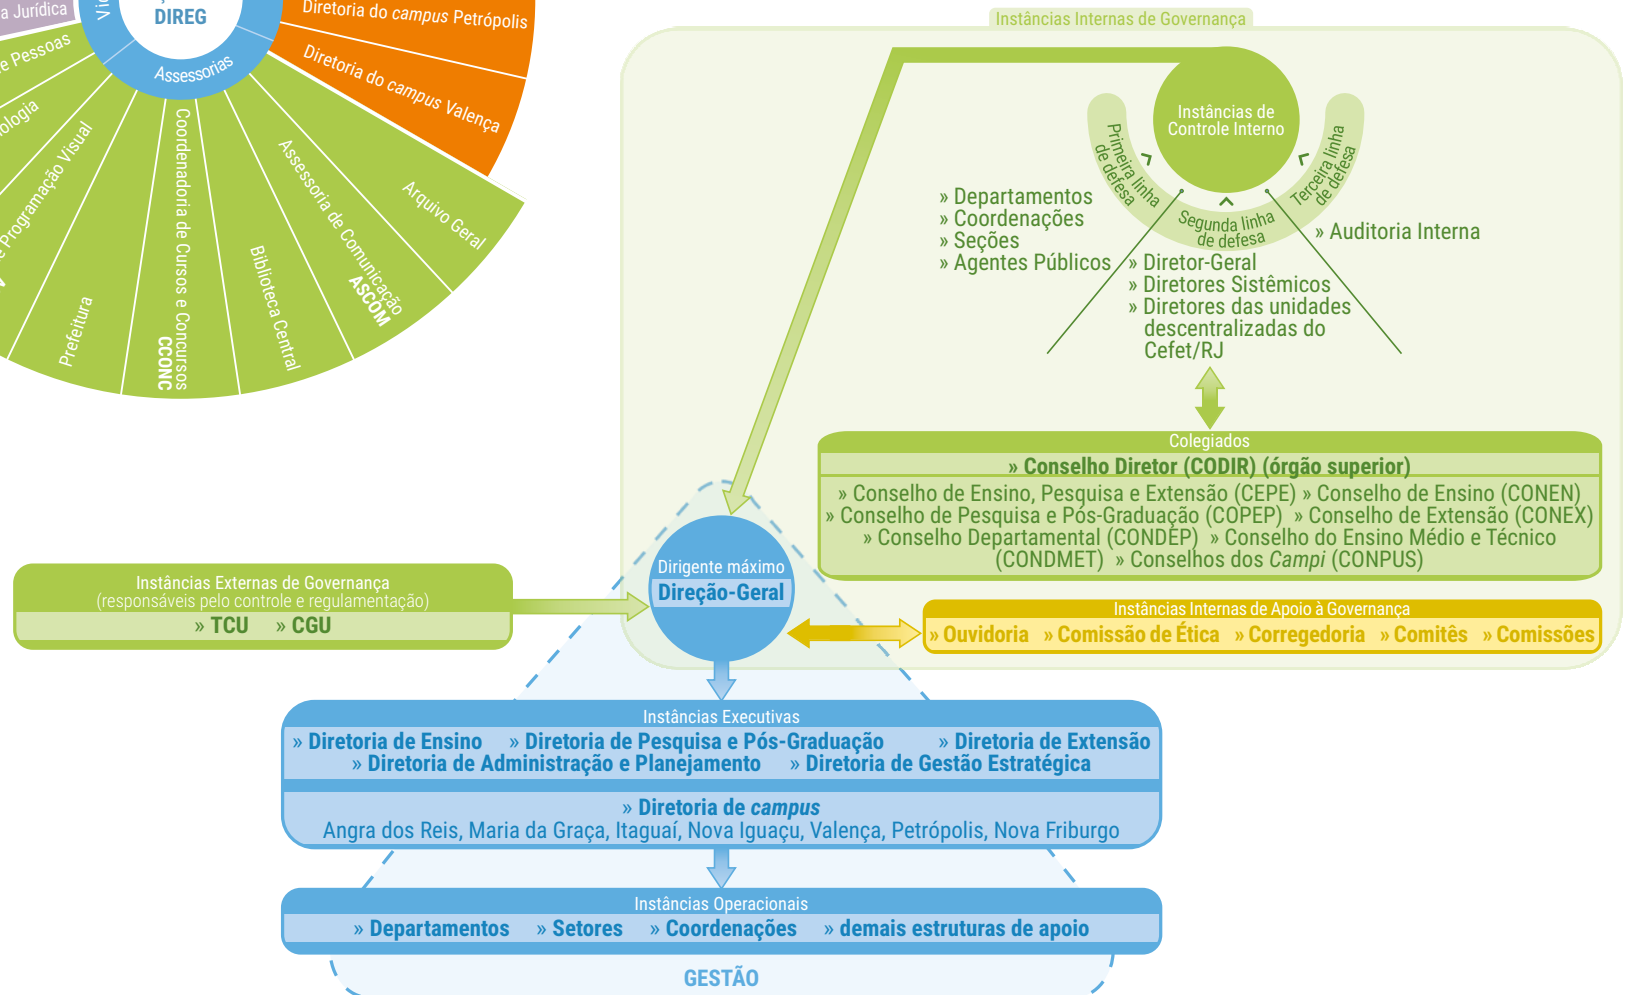 DIREG
a Jurídica
e Pessoas
Assessorias
Diretoria do campus Petrópolis
Diretoria do campus Valença
Programação Visual
Prefeitura
Coordenadoria de Cursos e Concursos
CCONC
Biblioteca Central
Assessoria de Comunicação
ASCOM
Arquivo Geral
Instâncias Internas de Governança
Instâncias de
Controle Interno
Primeira linha
de defesa
Segunda linha
de defesa
Terceira linha
de defesa
» Departamentos
» Coordenações
» Seções
» Agentes Públicos
» Diretor-Geral
» Diretores Sistêmicos
» Diretores das unidades
descentralizadas do
Cefet/RJ
» Auditoria Interna
Colegiados
» Conselho Diretor (CODIR) (órgão superior)
» Conselho de Ensino, Pesquisa e Extensão (CEPE) » Conselho de Ensino (CONEN)
» Conselho de Pesquisa e Pós-Graduação (COPEP) » Conselho de Extensão (CONEX)
» Conselho Departamental (CONDEP) » Conselho do Ensino Médio e Técnico
(CONDMET) » Conselhos dos Campi (CONPUS)
Dirigente máximo
Direção-Geral
Instâncias Externas de Governança
(responsáveis pelo controle e regulamentação)
» TCU » CGU
Instâncias Internas de Apoio à Governança
» Ouvidoria » Comissão de Ética » Corregedoria » Comitês » Comissões
Instâncias Executivas
» Diretoria de Ensino » Diretoria de Pesquisa e Pós-Graduação » Diretoria de Extensão
» Diretoria de Administração e Planejamento » Diretoria de Gestão Estratégica
» Diretoria de campus
Angra dos Reis, Maria da Graça, Itaguaí, Nova Iguaçu, Valença, Petrópolis, Nova Friburgo
Instâncias Operacionais
» Departamentos » Setores » Coordenações » demais estruturas de apoio
GESTÃO